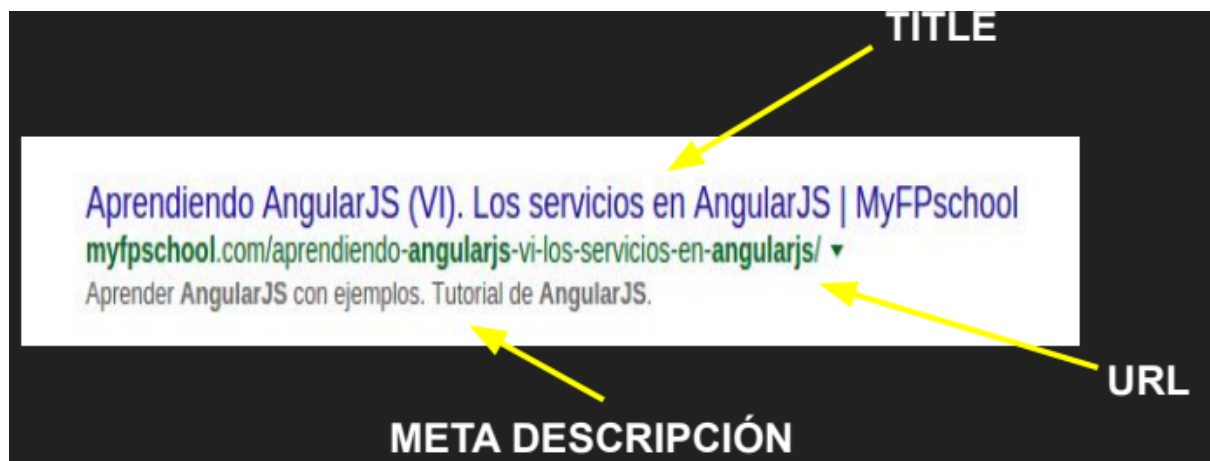 TITLE
Aprendiendo AngularJS (VI). Los servicios en AngularJS | MyFPschool
myfpschool.com/aprendiendo-angularjs-vi-los-servicios-en-angularjs/ ▾
Aprender AngularJS con ejemplos. Tutorial de AngularJS.
URL
META DESCRIPCIÓN